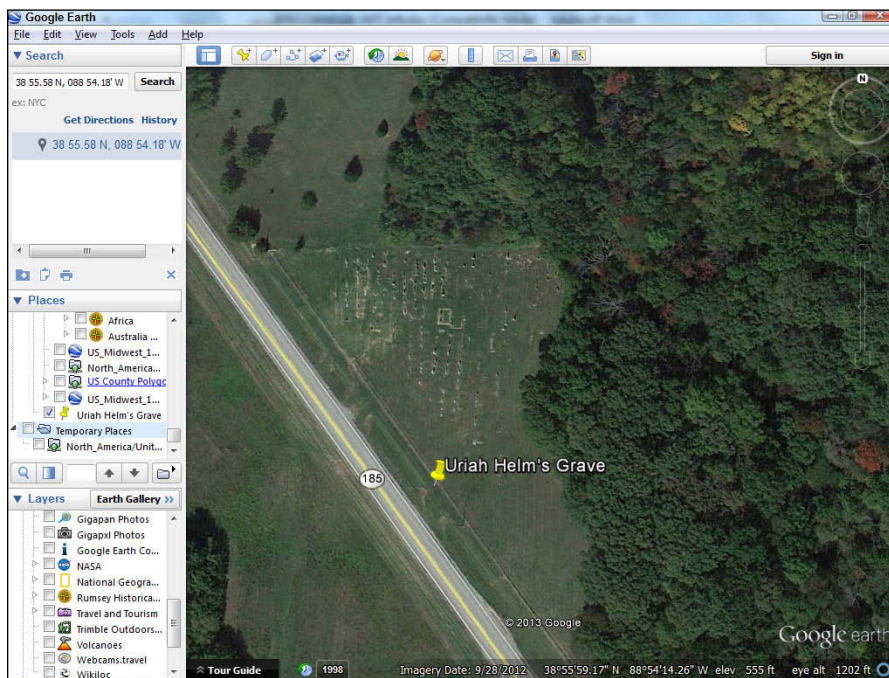 Google Earth
File Edit View Tools Add Help
Search
Sign in
38 55.58 N, 088 54.18' W Search
ex: NYC
Get Directions History
38 55.58 N, 088 54.18' W
N
Places
Africa
Australia ...
US_Midwest_1...
North_America...
US County Polygo
US_Midwest_1...
Uriah Helm's Grave
Temporary Places
North_America/Unit...
Uriah Helm's Grave
185
Layers Earth Gallery >>
Gigapan Photos
Gigapxl Photos
Google Earth Co...
NASA
National Geogra...
Rumsey Historica...
Travel and Tourism
Trimble Outdoors...
Volcanoes
Webcams.travel
Wikiloc
© 2013 Google
Google earth
Tour Guide 1998 Imagery Date: 9/28/2012 38°55'59.17" N 88°54'14.26" W elev 555 ft eye alt 1202 ft